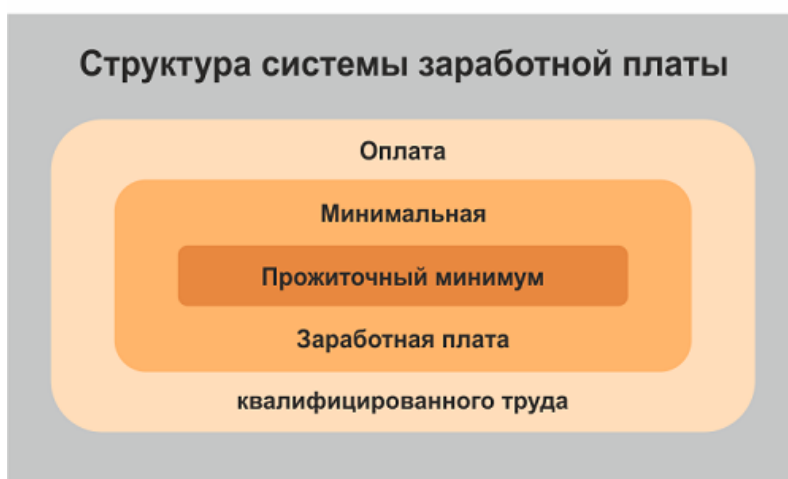 Структура системы заработной платы
Оплата
Минимальная
Прожиточный минимум
Заработная плата
квалифицированного труда